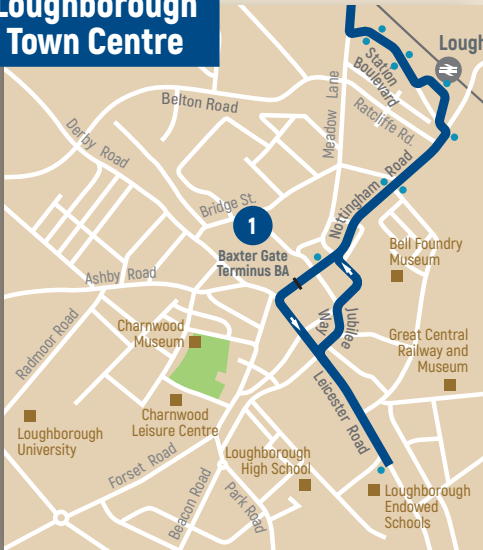 Loughborough
Town Centre
Lough
Station
Boulevard
Meadow Lane
Belton Road
Ratcliffe Rd.
Derby Road
Bridge St.
Nottingham Road
1
Baxter Gate
Terminus BA
Bell Foundry
Museum
Ashby Road
Jubilee
Way
Radmoor Road
Charnwood
Museum
Great Central
Railway and
Museum
Leicester Road
Charnwood
Leisure Centre
Loughborough
University
Forset Road
Loughborough
High School
Beacon Road
Park Road
Loughborough
Endowed
Schools